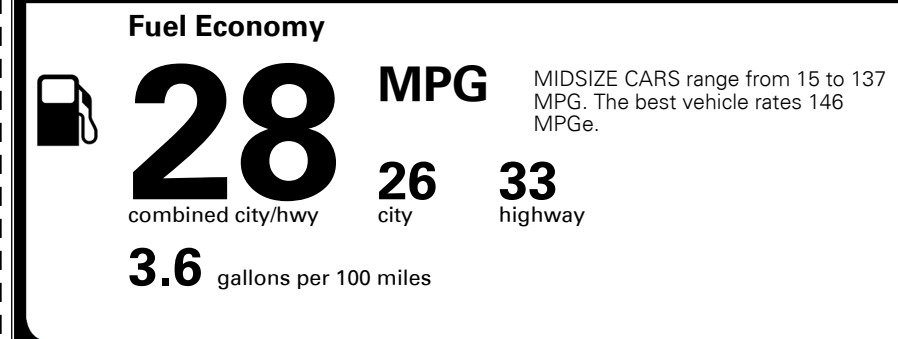 Fuel Economy
28
MPG
MIDSIZE CARS range from 15 to 137
MPG. The best vehicle rates 146
MPGe.
combined city/hwy
26
city
33
highway
3.6 gallons per 100 miles